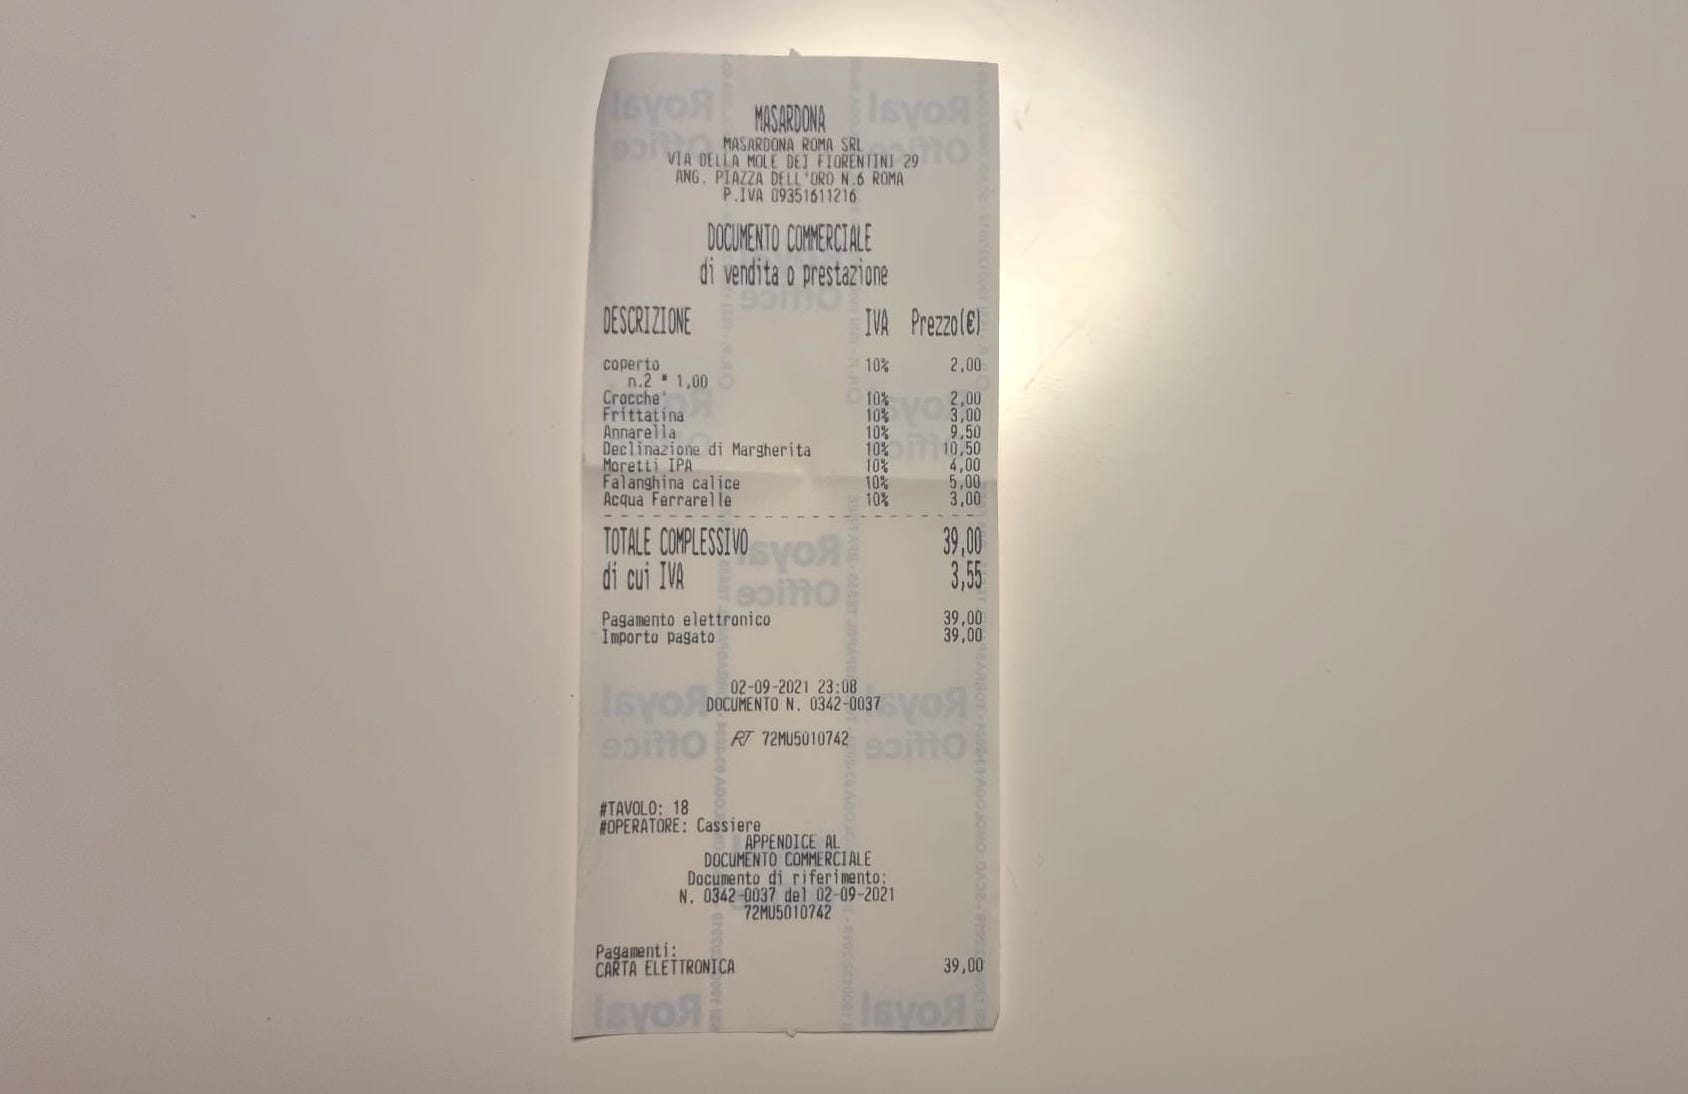 MASARDONA
MASARDONA ROMA SRL
VIA DELLA MOLE DEI FIORENTINI 29
ANG. PIAZZA DELL'ORO N.6 ROMA
P.IVA 09351611216
DOCUMENTO COMMERCIALE
di vendita o prestazione
DESCRIZIONE IVA Prezzo(€)
coperto 10% 2,00
n.2 * 1,00
Crocche' 10% 2,00
Frittatina 10% 3,00
Annarella 10% 9,50
Declinazione di Margherita 10% 10,50
Moretti IPA 10% 4,00
Falanghina calice 10% 5,00
Acqua Ferrarelle 10% 3,00
TOTALE COMPLESSIVO 39,00
di cui IVA 3,55
Pagamento elettronico 39,00
Importo pagato 39,00
02-09-2021 23:08
DOCUMENTO N. 0342-0037
RT 72MU5010742
#TAVOLO: 18
#OPERATORE: Cassiere
APPENDICE AL
DOCUMENTO COMMERCIALE
Documento di riferimento:
N. 0342-0037 del 02-09-2021
72MU5010742
Pagamenti:
CARTA ELETTRONICA 39,00
Royal Office